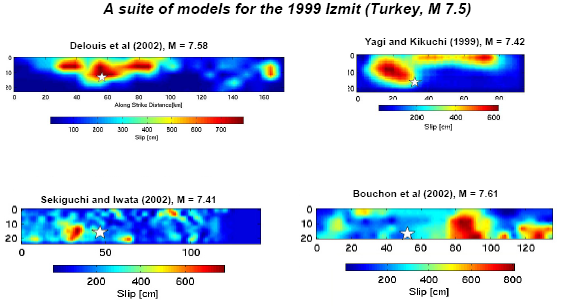 A suite of models for the 1999 Izmit (Turkey, M 7.5)
Delouis et al (2002), M = 7.58
0
10
20
0 20 40 60 80 100 120 140 160
Along Strike Distance[km]
100 200 300 400 500 600 700
Slip [cm]
Yagi and Kikuchi (1999), M = 7.42
0
10
20
20 40 60 80
200 400 600
Slip [cm]
Sekiguchi and Iwata (2002), M = 7.41
0
10
20
0 50 100
200 400 600
Slip [cm]
Bouchon et al (2002), M = 7.61
0
10
20
0 20 40 60 80 100 120
200 400 600 800
Slip [cm]